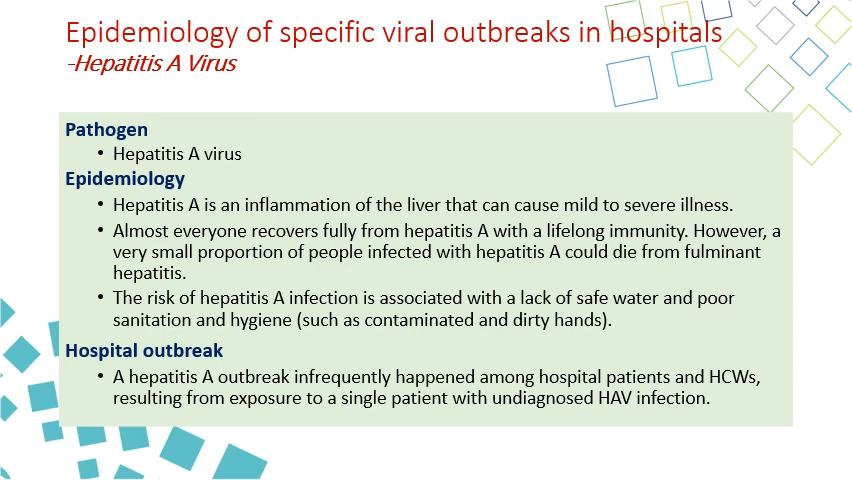 Epidemiology of specific viral outbreaks in hospitals
-Hepatitis A Virus
Pathogen
• Hepatitis A virus
Epidemiology
• Hepatitis A is an inflammation of the liver that can cause mild to severe illness.
• Almost everyone recovers fully from hepatitis A with a lifelong immunity. However, a
very small proportion of people infected with hepatitis A could die from fulminant
hepatitis.
• The risk of hepatitis A infection is associated with a lack of safe water and poor
sanitation and hygiene (such as contaminated and dirty hands).
Hospital outbreak
• A hepatitis A outbreak infrequently happened among hospital patients and HCWs,
resulting from exposure to a single patient with undiagnosed HAV infection.